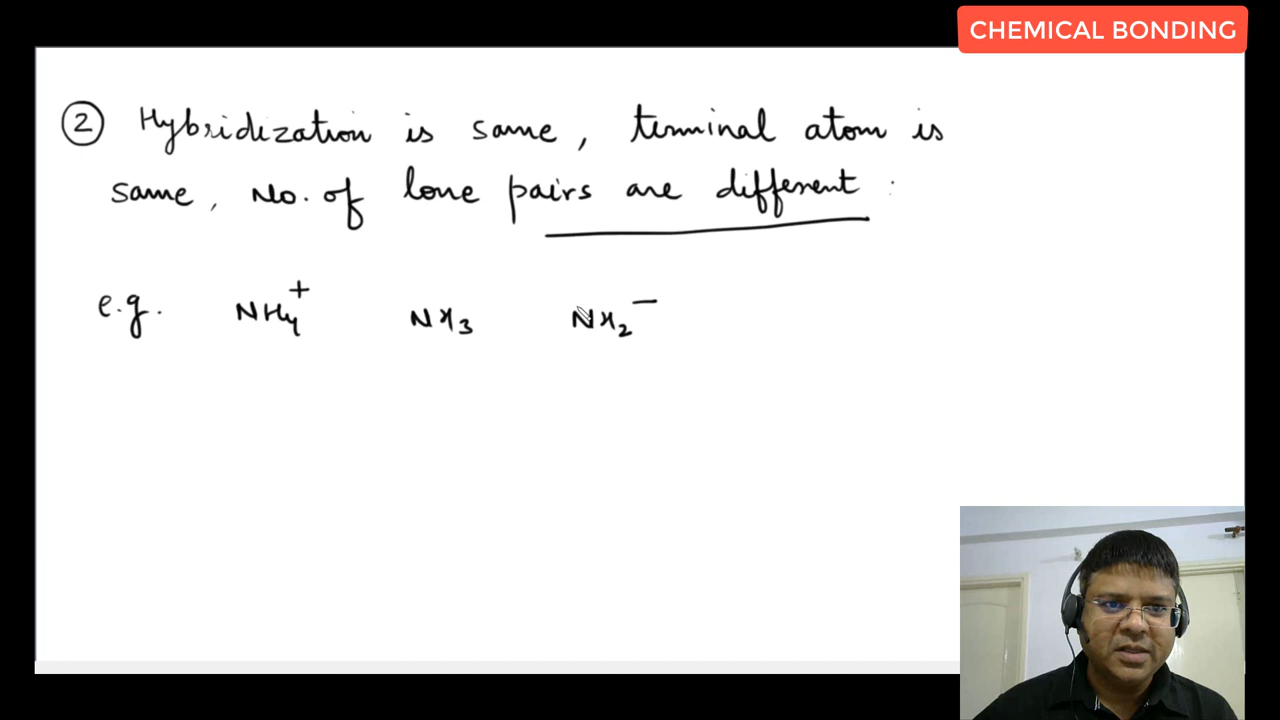 CHEMICAL BONDING
② Hybridization is same, terminal atom is
same, No. of lone pairs are different :
e.g. NH₄⁺ NH₃ NH₂⁻